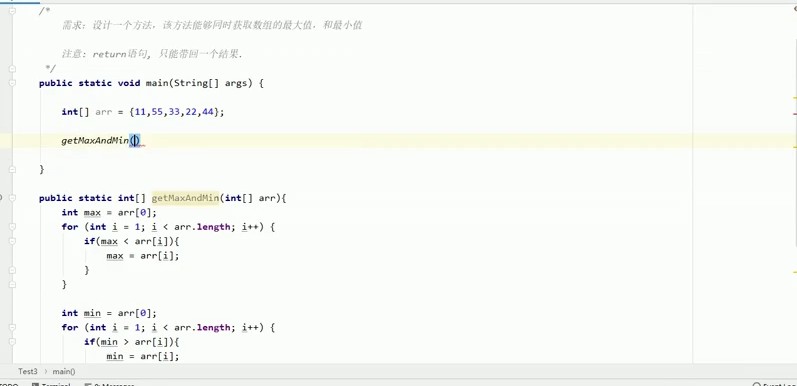 /*
需求: 设计一个方法, 该方法能够同时获取数组的最大值, 和最小值
注意: return语句, 只能带回一个结果.
*/
public static void main(String[] args) {
int[] arr = {11,55,33,22,44};
getMaxAndMin()
}
public static int[] getMaxAndMin(int[] arr){
int max = arr[0];
for (int i = 1; i < arr.length; i++) {
if(max < arr[i]){
max = arr[i];
}
}
int min = arr[0];
for (int i = 1; i < arr.length; i++) {
if(min > arr[i]){
min = arr[i];
Test3 main()